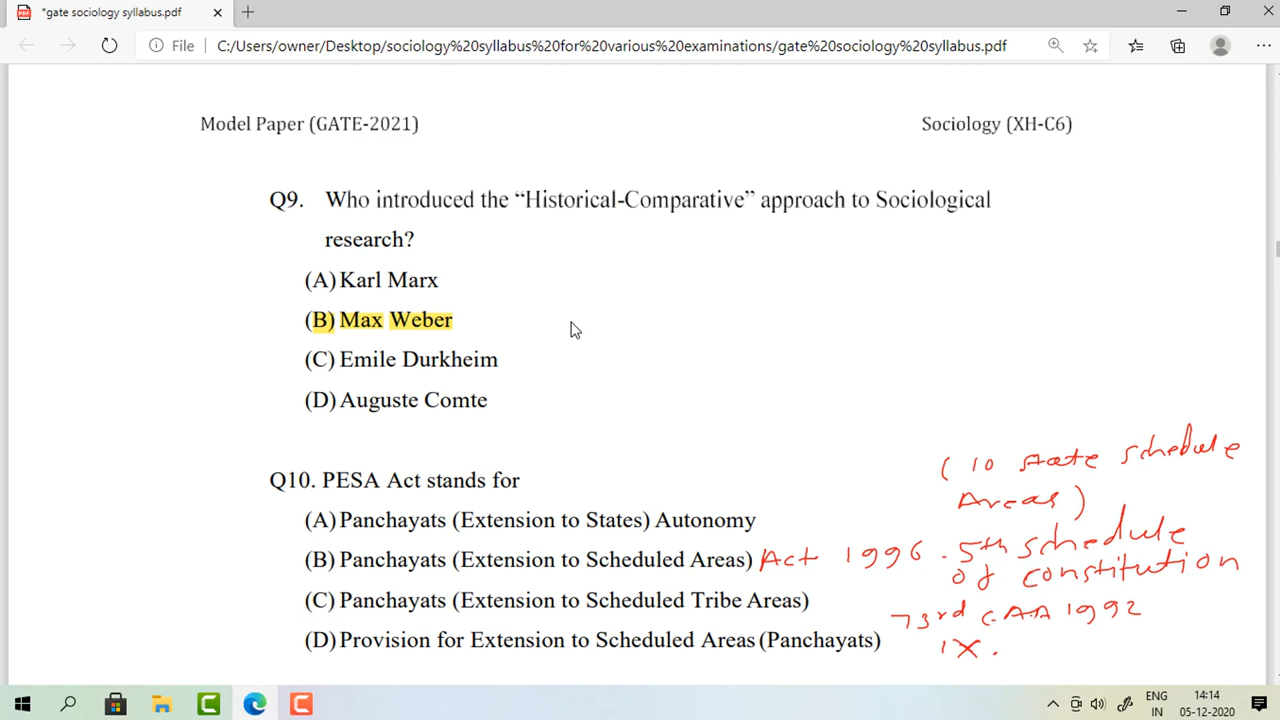 *gate sociology syllabus.pdf
File C:/Users/owner/Desktop/sociology%20syllabus%20for%20various%20examinations/gate%20sociology%20syllabus.pdf
Model Paper (GATE-2021) Sociology (XH-C6)
Q9. Who introduced the “Historical-Comparative” approach to Sociological
research?
(A) Karl Marx
(B) Max Weber
(C) Emile Durkheim
(D) Auguste Comte
( 10 state schedule
Areas )
Q10. PESA Act stands for
(A) Panchayats (Extension to States) Autonomy
(B) Panchayats (Extension to Scheduled Areas) Act 1996 . 5th schedule
of constitution
(C) Panchayats (Extension to Scheduled Tribe Areas)
73rd C.A.A 1992
(D) Provision for Extension to Scheduled Areas (Panchayats)
IX .
ENG 14:14
IN 05-12-2020